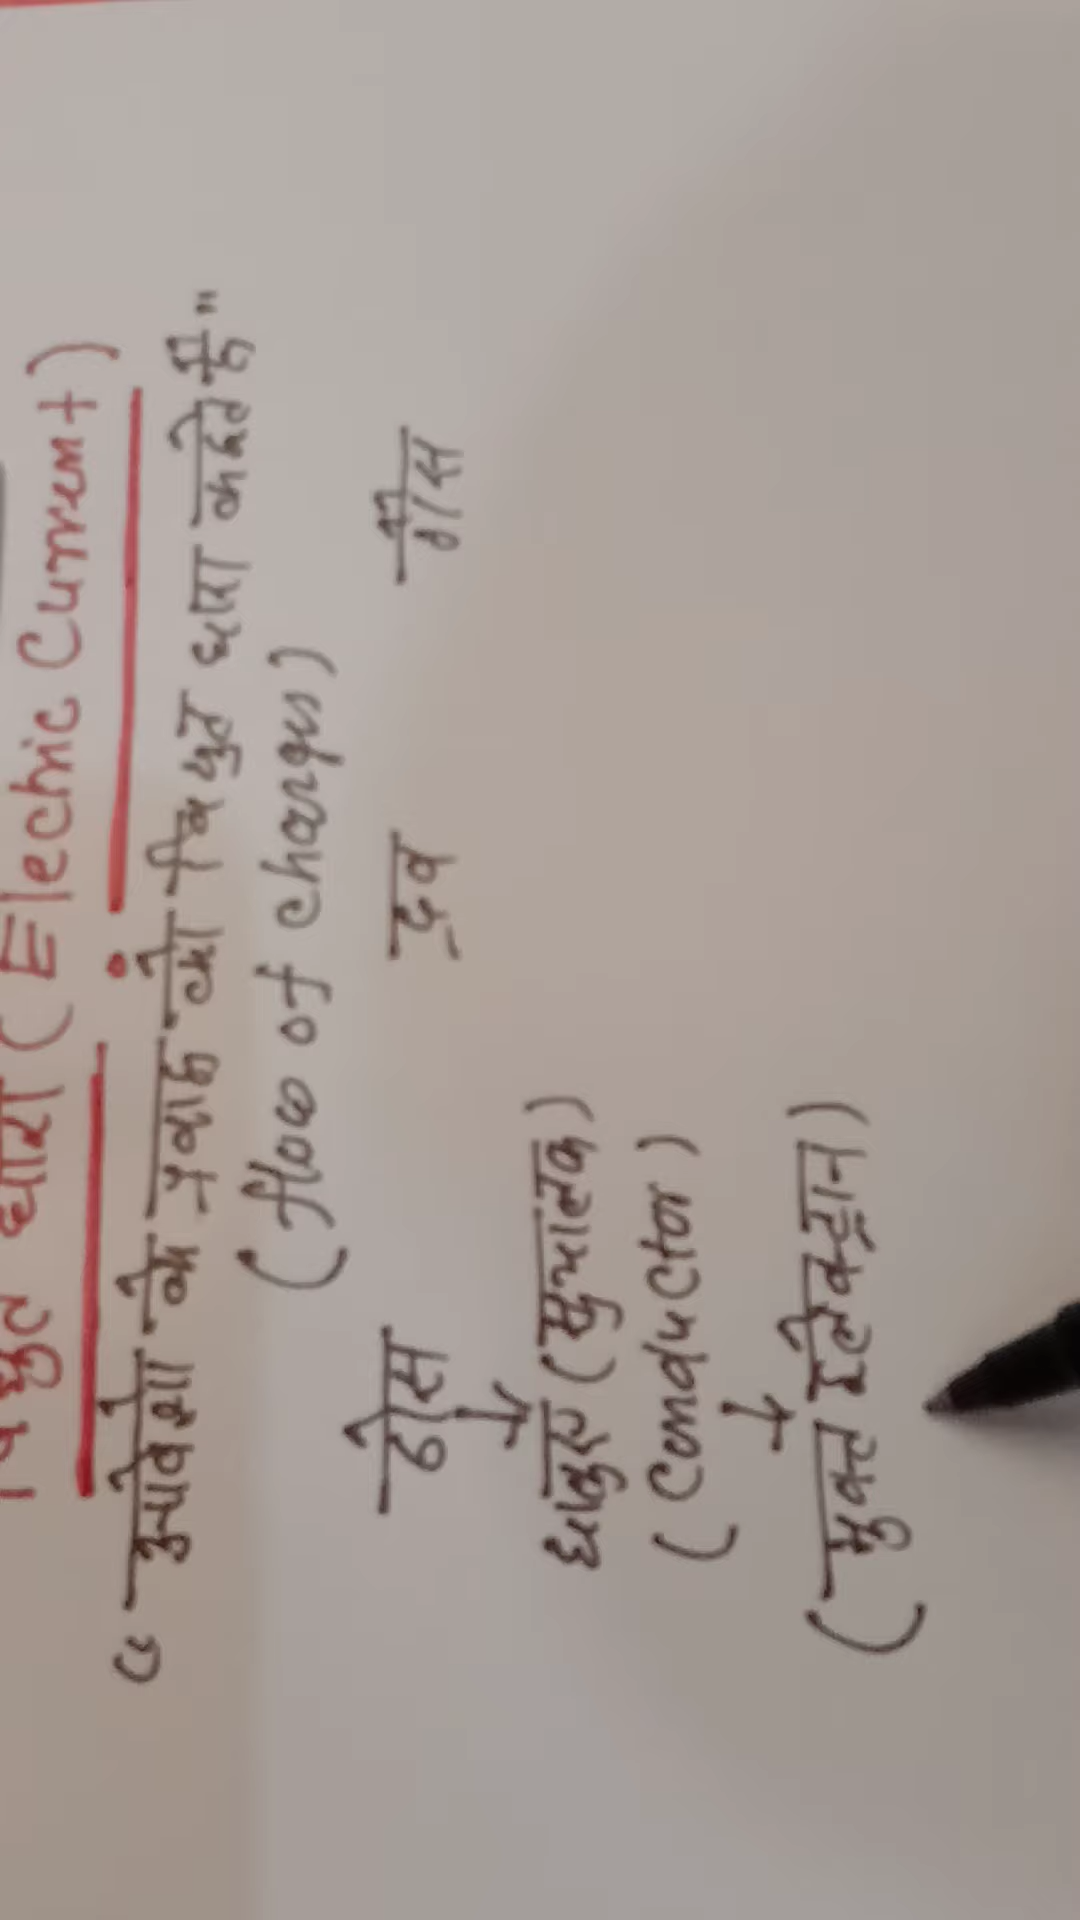 विद्युत धारा ( Electric Current )
" आवेशो के प्रवाह को विद्युत धारा कहते है "
( flow of charges )
ठोस द्रव गैस
↓
धातुए ( सुचालक )
( Conductor )
↓
( मुक्त इलेक्ट्रान )